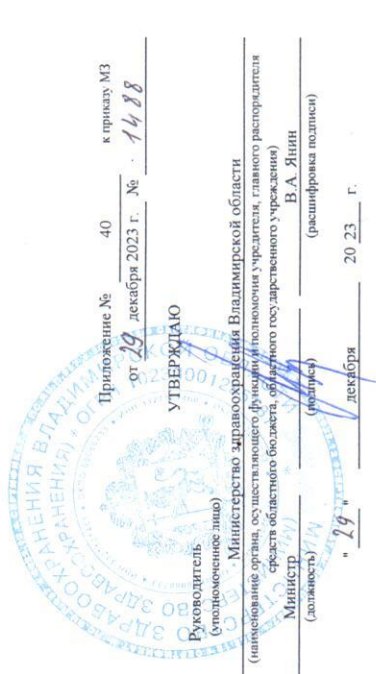 Приложение № 40 к приказу МЗ
от 29 декабря 2023 г. № 1488
УТВЕРЖДАЮ
Руководитель
(уполномоченное лицо)
Министерство здравоохранения Владимирской области
(наименование органа, осуществляющего функции и полномочия учредителя, главного распорядителя
средств областного бюджета, областного государственного учреждения)
Министр В.А. Янин
(должность) (подпись) (расшифровка подписи)
" 29 " декабря 20 23 г.